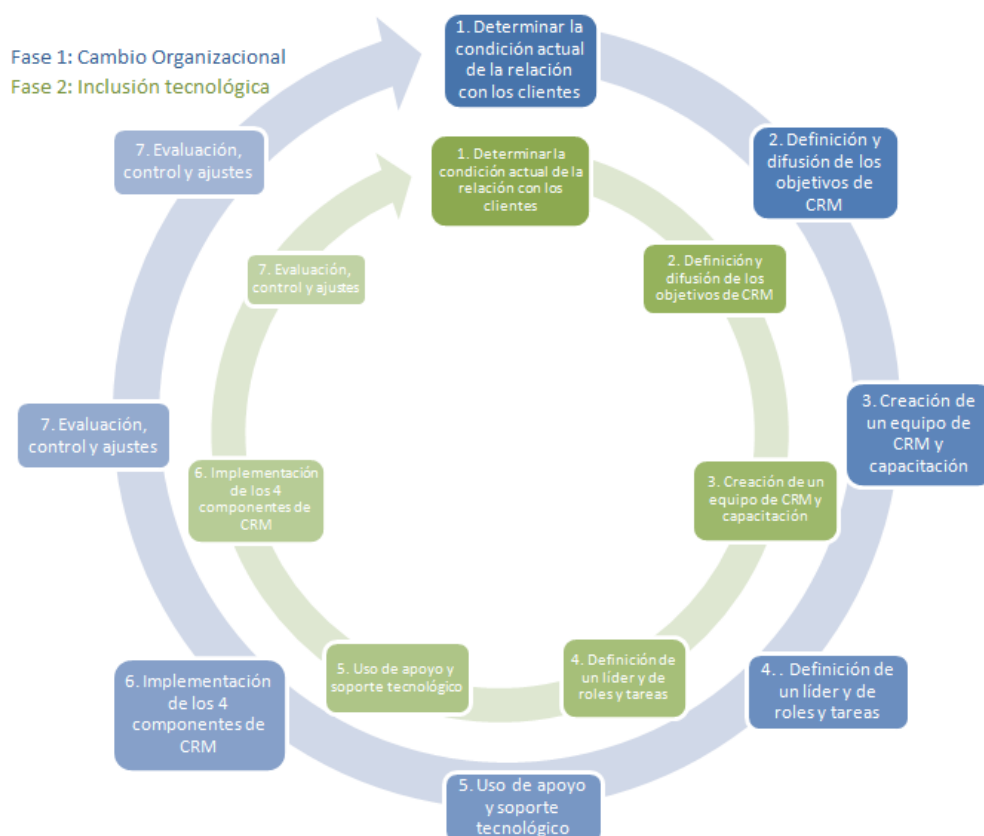 Fase 1: Cambio Organizacional
Fase 2: Inclusión tecnológica
1. Determinar la
condición actual
de la relación
con los clientes
2. Definición y
difusión de los
objetivos de
CRM
3. Creación de
un equipo de
CRM y
capacitación
4. . Definición de
un líder y de
roles y tareas
5. Uso de apoyo
y soporte
tecnológico
6. Implementación
de los 4
componentes de
CRM
7. Evaluación,
control y ajustes
7. Evaluación,
control y ajustes
1. Determinar la
condición actual de la
relación con los
clientes
2. Definición y
difusión de los
objetivos de CRM
3. Creación de un
equipo de CRM y
capacitación
4. Definición de
un líder y de
roles y tareas
5. Uso de apoyo y
soporte tecnológico
6. Implementación
de los 4
componentes de
CRM
7. Evaluación,
control y ajustes